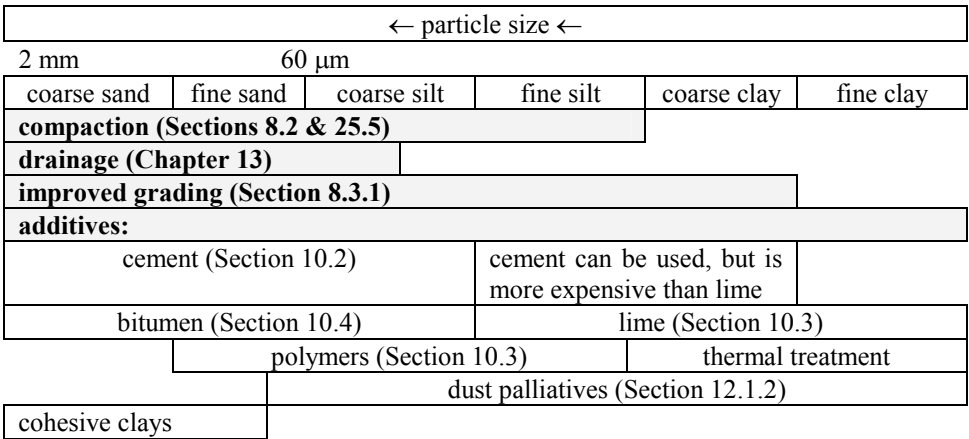 ← particle size ←
2 mm 60 μm
coarse sand fine sand coarse silt fine silt coarse clay fine clay
compaction (Sections 8.2 & 25.5)
drainage (Chapter 13)
improved grading (Section 8.3.1)
additives:
cement (Section 10.2) cement can be used, but is
more expensive than lime
bitumen (Section 10.4) lime (Section 10.3)
polymers (Section 10.3) thermal treatment
dust palliatives (Section 12.1.2)
cohesive clays